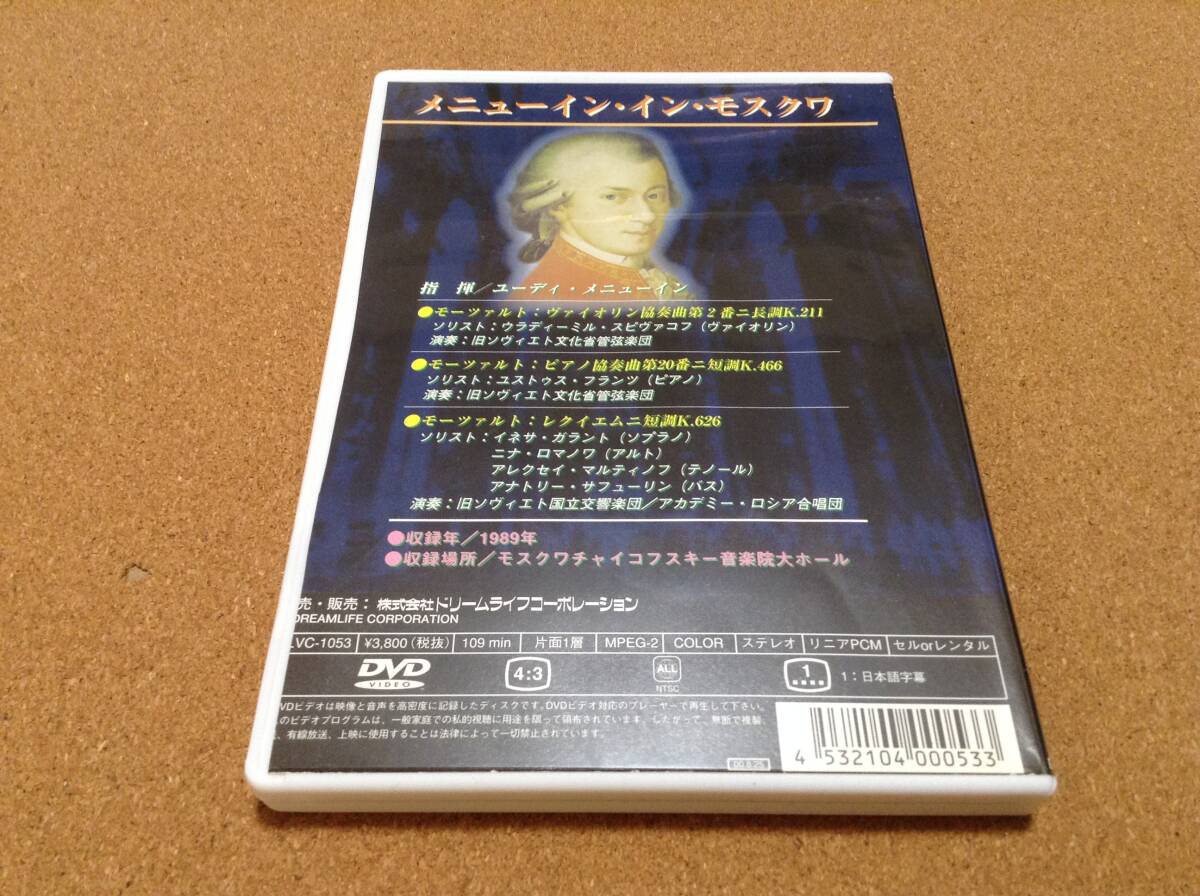 メニューイン・イン・モスクワ
指 揮／ユーディ・メニューイン
●モーツァルト：ヴァイオリン協奏曲第2番ニ長調K.211
ソリスト：ウラディーミル・スピヴァコフ（ヴァイオリン）
演奏：旧ソヴィエト文化省管弦楽団
●モーツァルト：ピアノ協奏曲第20番ニ短調K.466
ソリスト：ユストゥス・フランツ（ピアノ）
演奏：旧ソヴィエト文化省管弦楽団
●モーツァルト：レクイエムニ短調K.626
ソリスト：イネサ・ガラント（ソプラノ）
ニナ・ロマノワ（アルト）
アレクセイ・マルティノフ（テノール）
アナトリー・サフューリン（バス）
演奏：旧ソヴィエト国立交響楽団／アカデミー・ロシア合唱団
●収録年／1989年
●収録場所／モスクワチャイコフスキー音楽院大ホール
売・販売：株式会社ドリームライフコーポレーション
DREAMLIFE CORPORATION
LVC-1053 ¥3,800（税抜） 109 min 片面1層 MPEG-2 COLOR ステレオ リニアPCM セルorレンタル
DVD VIDEO 4:3 ALL NTSC 1 1：日本語字幕
VDビデオは映像と音声を高密度に記録したディスクです。DVDビデオ対応のプレーヤーで再生して下さい。
のビデオプログラムは、一般家庭での私的視聴に用途を限って頒布されています。したがって、無断で複製、
、有線放送、上映に使用することは法律によって一切禁止されています。
00.8.25
4 532104 000533